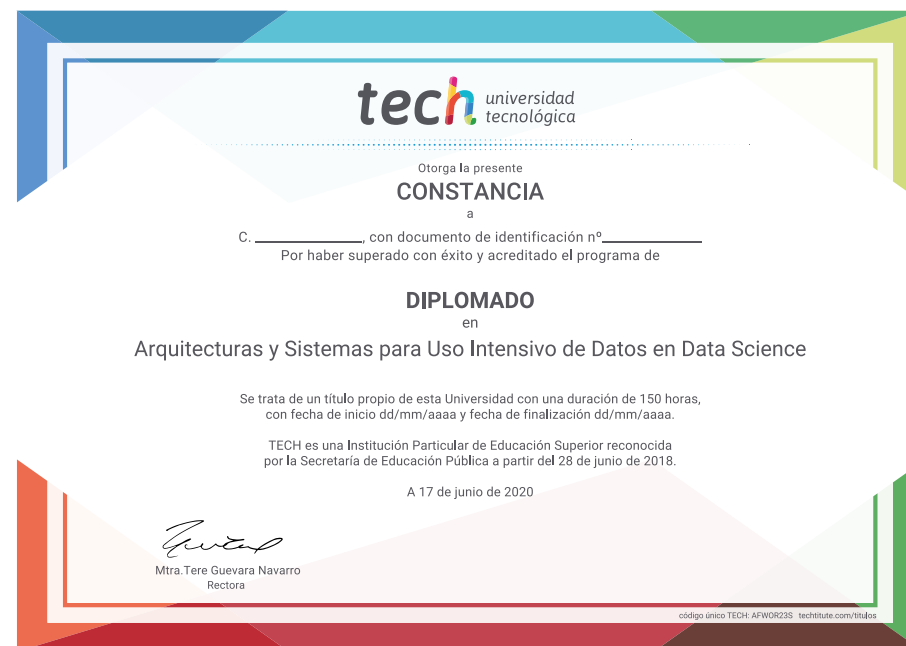 tech universidad
tecnológica
Otorga la presente
CONSTANCIA
a
C. ____________, con documento de identificación nº____________
Por haber superado con éxito y acreditado el programa de
DIPLOMADO
en
Arquitecturas y Sistemas para Uso Intensivo de Datos en Data Science
Se trata de un título propio de esta Universidad con una duración de 150 horas,
con fecha de inicio dd/mm/aaaa y fecha de finalización dd/mm/aaaa.
TECH es una Institución Particular de Educación Superior reconocida
por la Secretaría de Educación Pública a partir del 28 de junio de 2018.
A 17 de junio de 2020
Mtra.Tere Guevara Navarro
Rectora
código único TECH: AFWOR23S techtitute.com/titulos